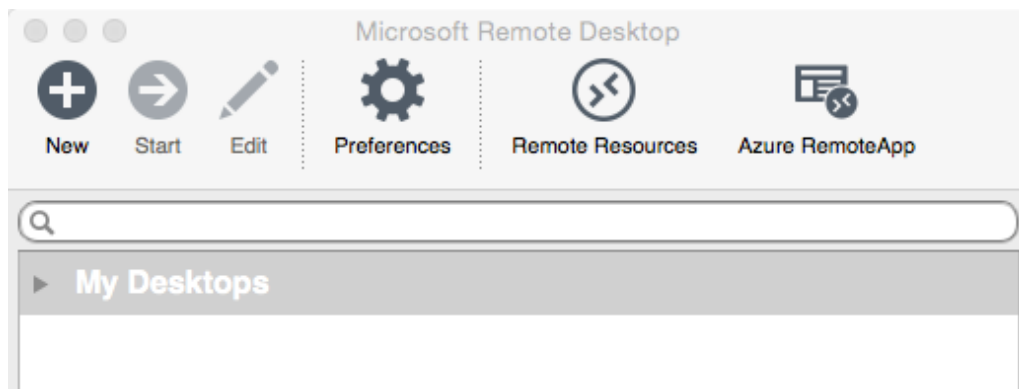 Microsoft Remote Desktop
New Start Edit Preferences Remote Resources Azure RemoteApp
My Desktops